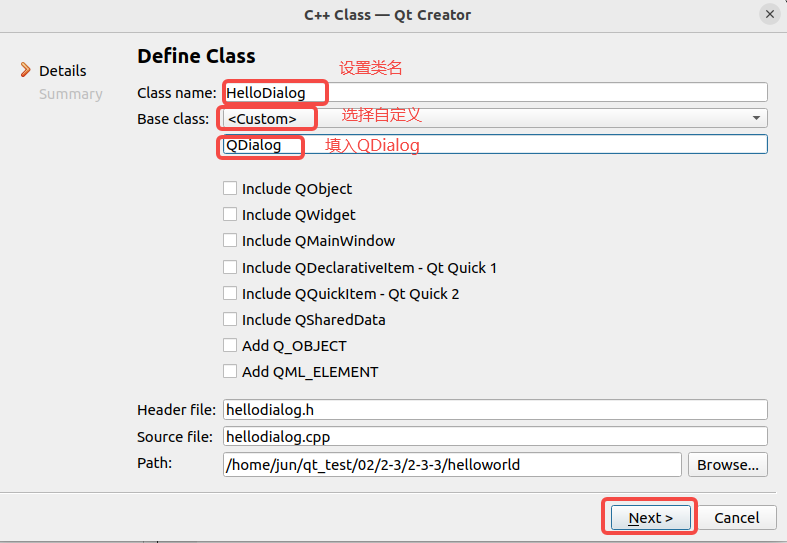 C++ Class — Qt Creator
Define Class
Details
Summary
设置类名
Class name: HelloDialog
Base class: <Custom>
选择自定义
QDialog
填入QDialog
Include QObject
Include QWidget
Include QMainWindow
Include QDeclarativeItem - Qt Quick 1
Include QQuickItem - Qt Quick 2
Include QSharedData
Add Q_OBJECT
Add QML_ELEMENT
Header file: hellodialog.h
Source file: hellodialog.cpp
Path: /home/jun/qt_test/02/2-3/2-3-3/helloworld
Browse...
Next >
Cancel